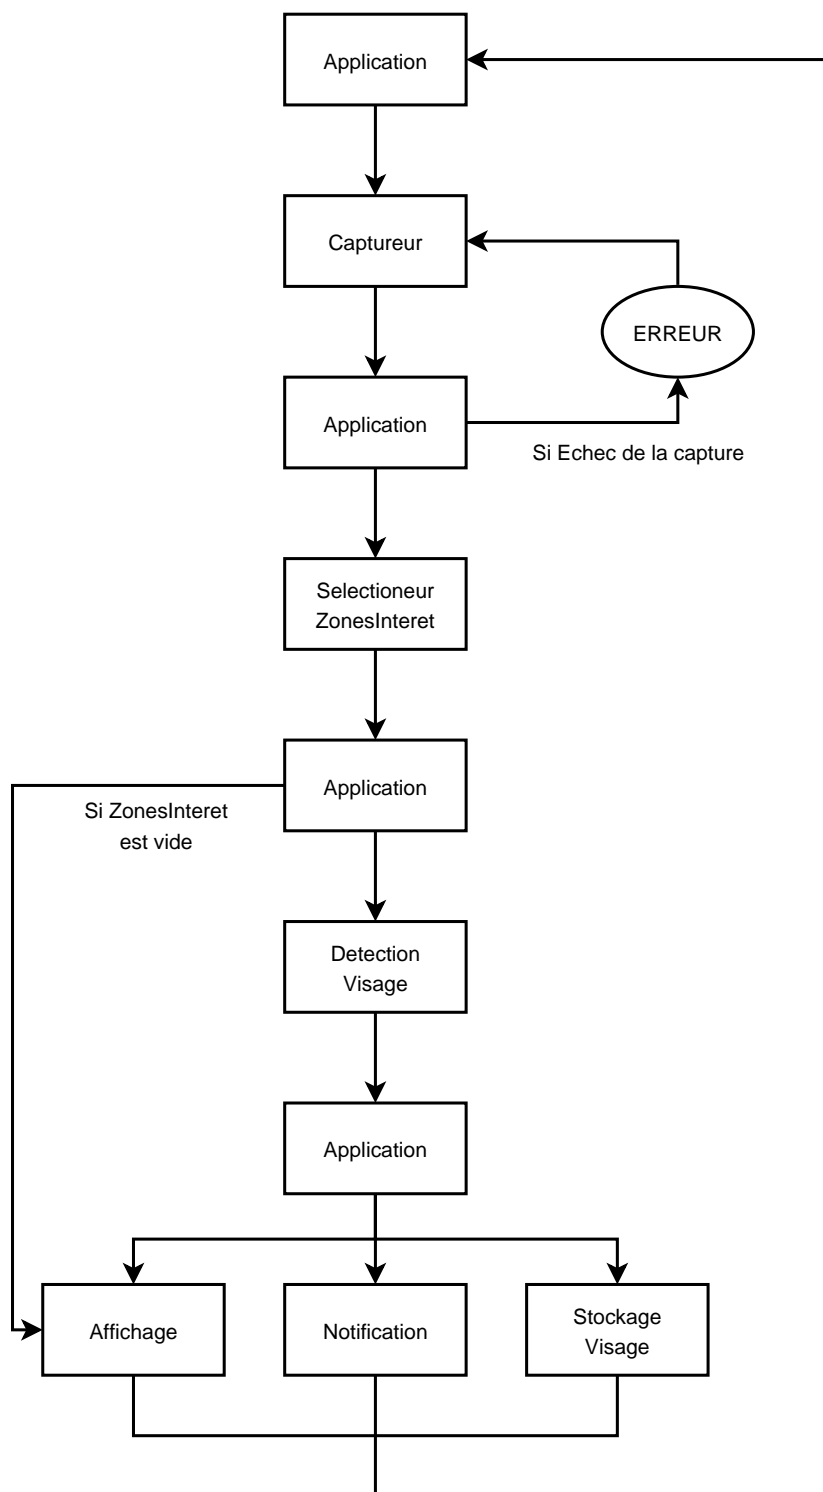 Application
Captureur
ERREUR
Application
Si Echec de la capture
Selectioneur
ZonesInteret
Application
Si ZonesInteret
est vide
Detection
Visage
Application
Affichage
Notification
Stockage
Visage